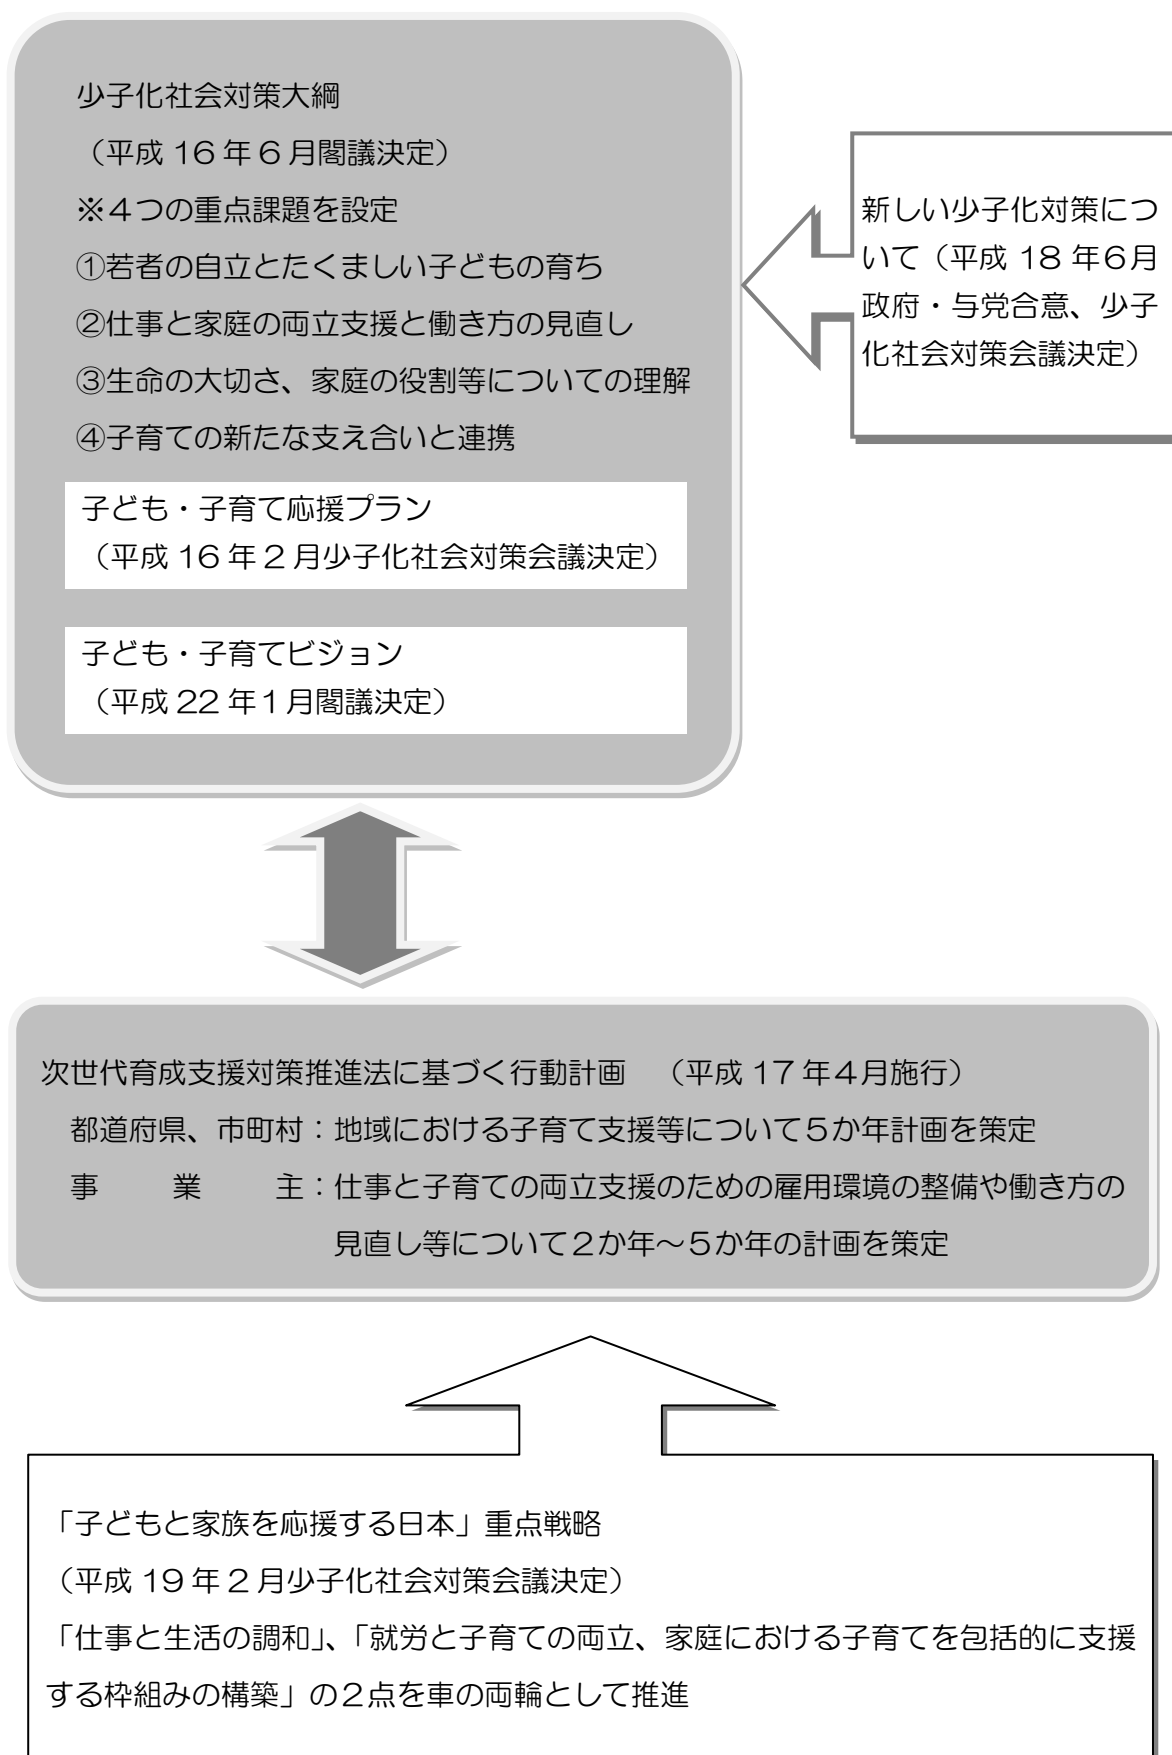 少子化社会対策大綱
（平成 16 年６月閣議決定）
※４つの重点課題を設定
①若者の自立とたくましい子どもの育ち
②仕事と家庭の両立支援と働き方の見直し
③生命の大切さ、家庭の役割等についての理解
④子育ての新たな支え合いと連携
子ども・子育て応援プラン
（平成 16 年２月少子化社会対策会議決定）
子ども・子育てビジョン
（平成 22 年１月閣議決定）
新しい少子化対策につ
いて（平成 18 年６月
政府・与党合意、少子
化社会対策会議決定）
次世代育成支援対策推進法に基づく行動計画　（平成 17 年４月施行）
都道府県、市町村：地域における子育て支援等について５か年計画を策定
事　　業　　主：仕事と子育ての両立支援のための雇用環境の整備や働き方の
見直し等について２か年～５か年の計画を策定
「子どもと家族を応援する日本」重点戦略
（平成 19 年２月少子化社会対策会議決定）
「仕事と生活の調和」、「就労と子育ての両立、家庭における子育てを包括的に支援
する枠組みの構築」の２点を車の両輪として推進